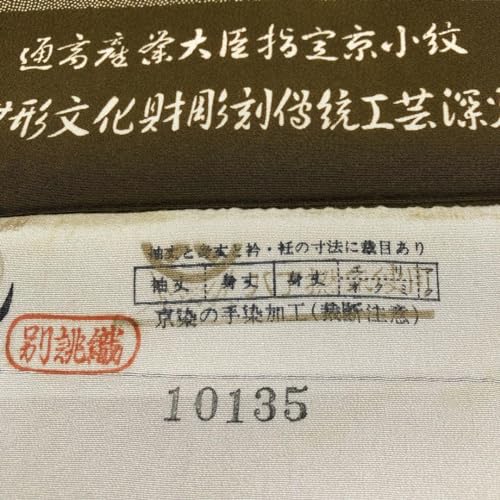 通商産業大臣指定京小紋
形文化財彫刻傳統工芸深
袖丈と身丈と衿・衽の寸法に裁目あり
袖丈 身丈 身丈
京染の手染加工(裁断注意)
別誂織
10135